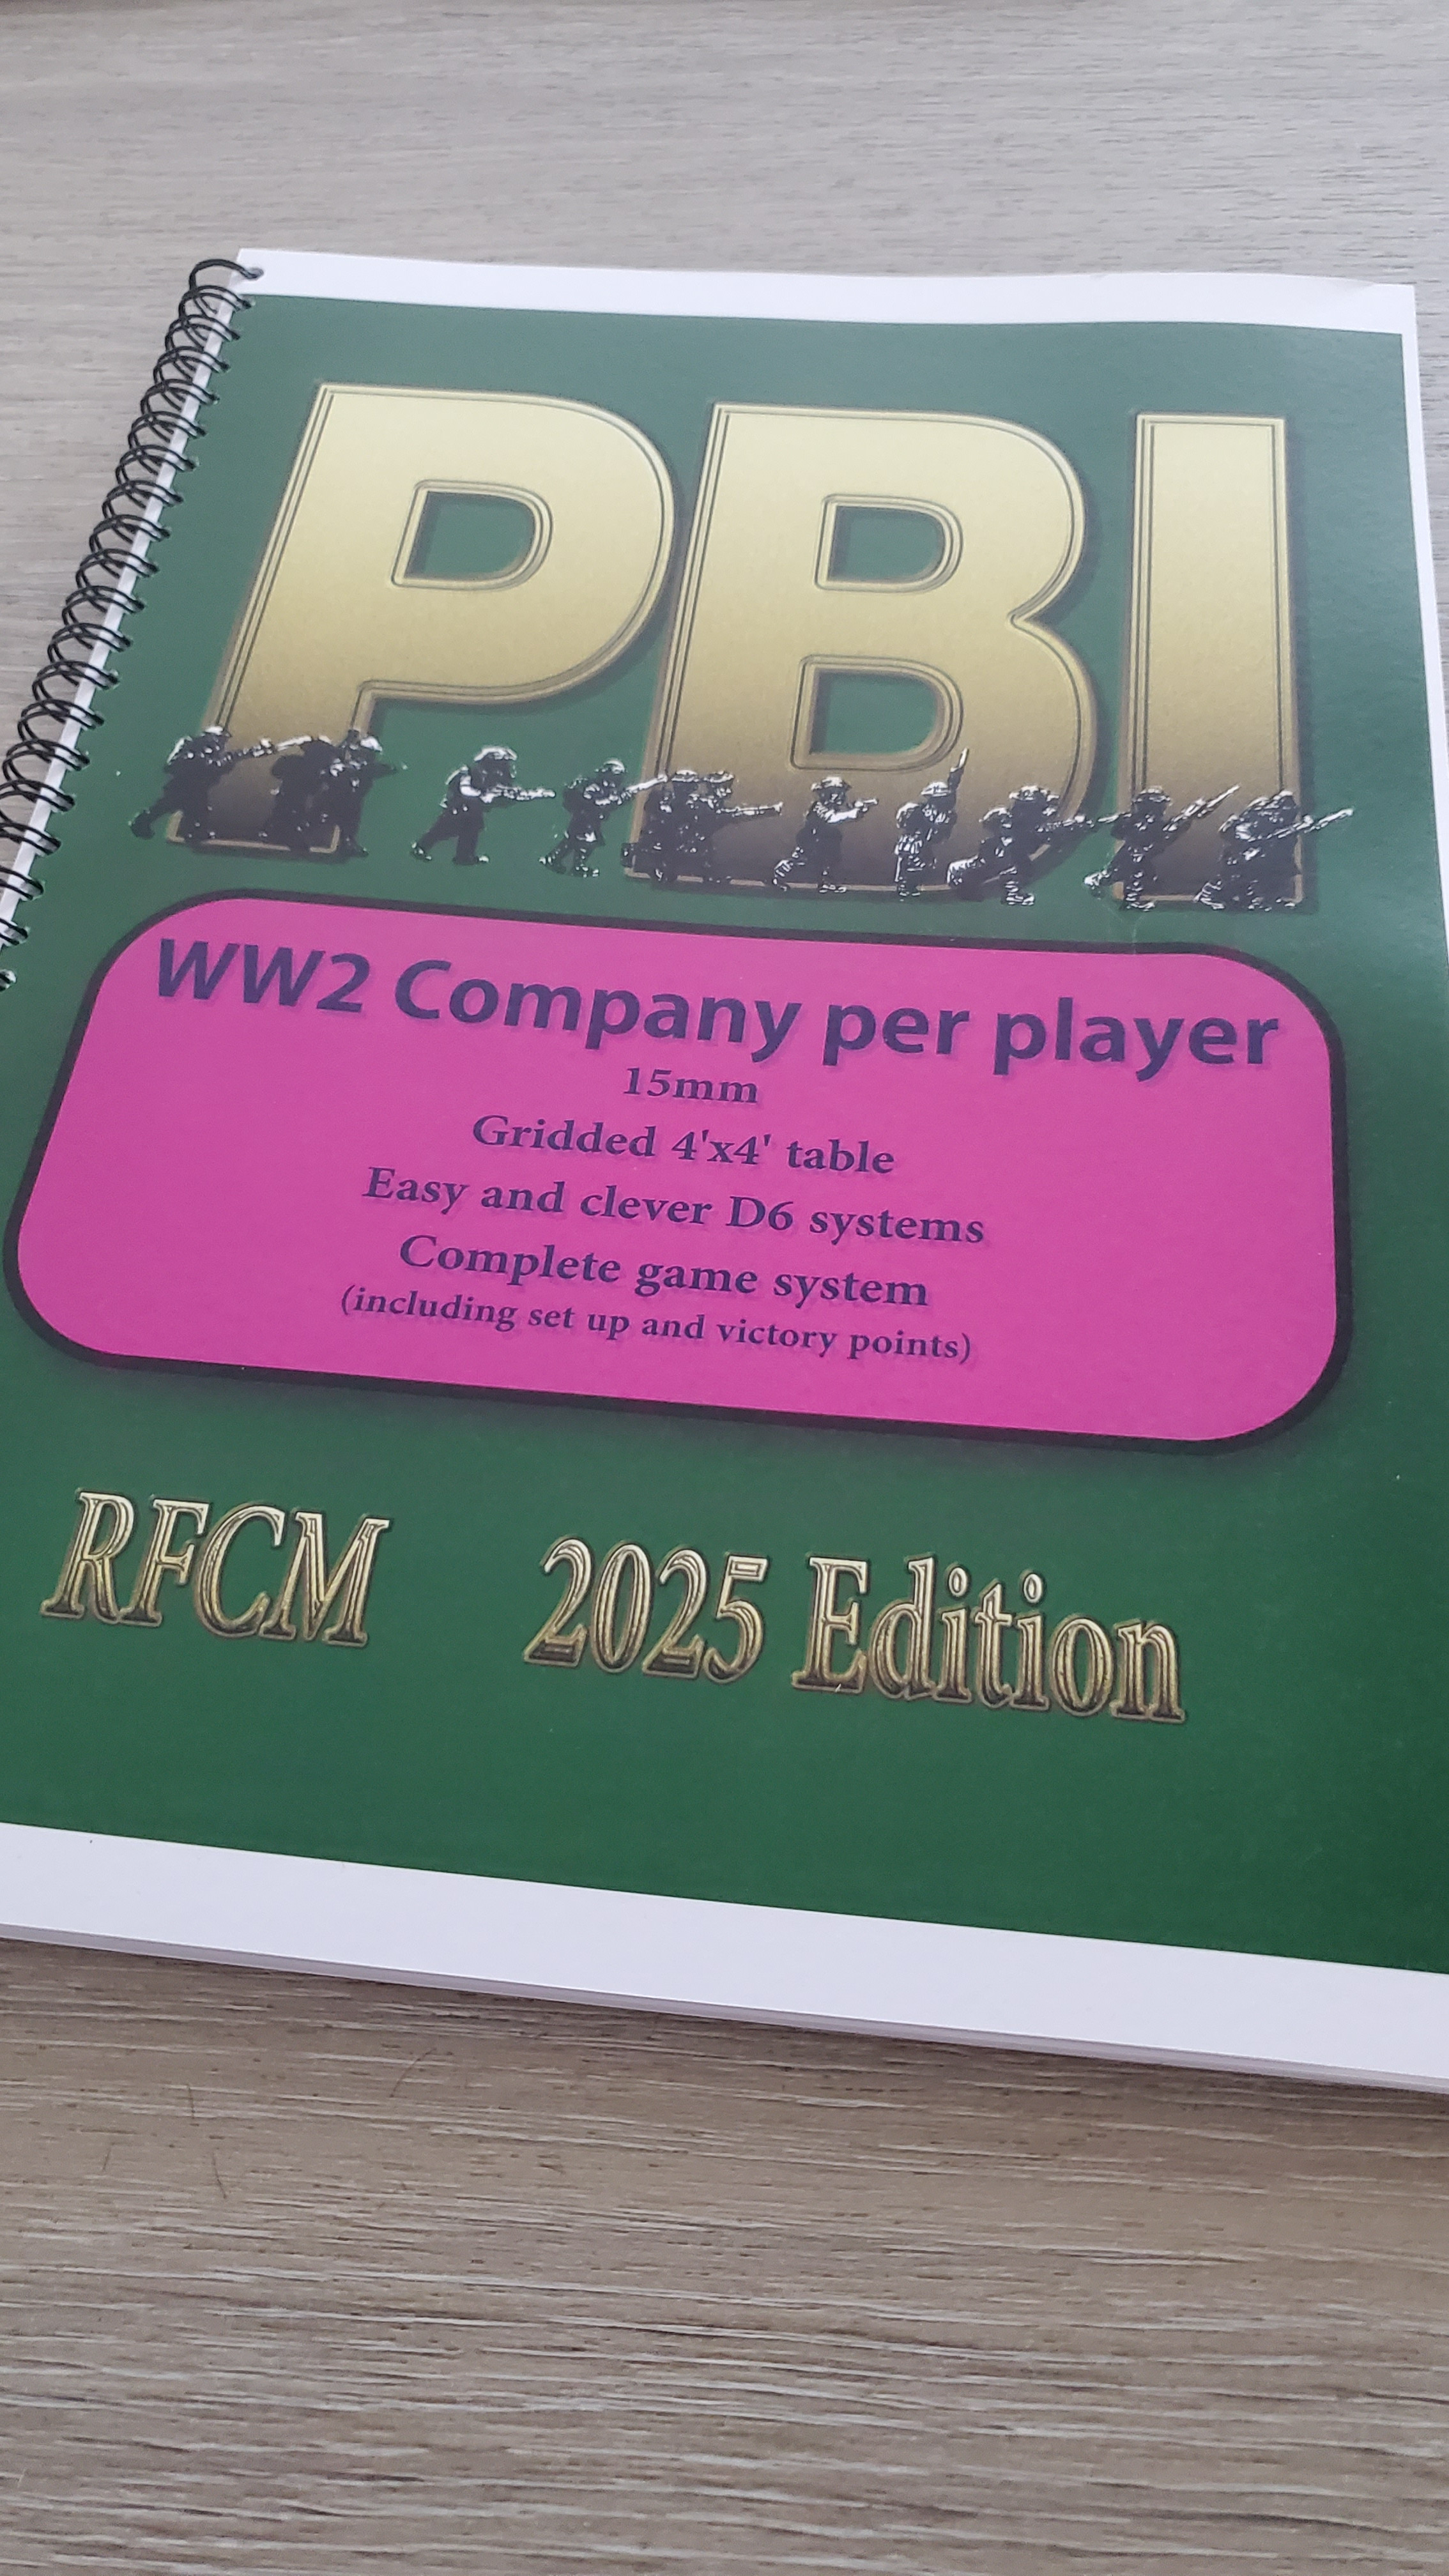 PBI
WW2 Company per player
15mm
Gridded 4'x4' table
Easy and clever D6 systems
Complete game system
(including set up and victory points)
RFCM 2025 Edition